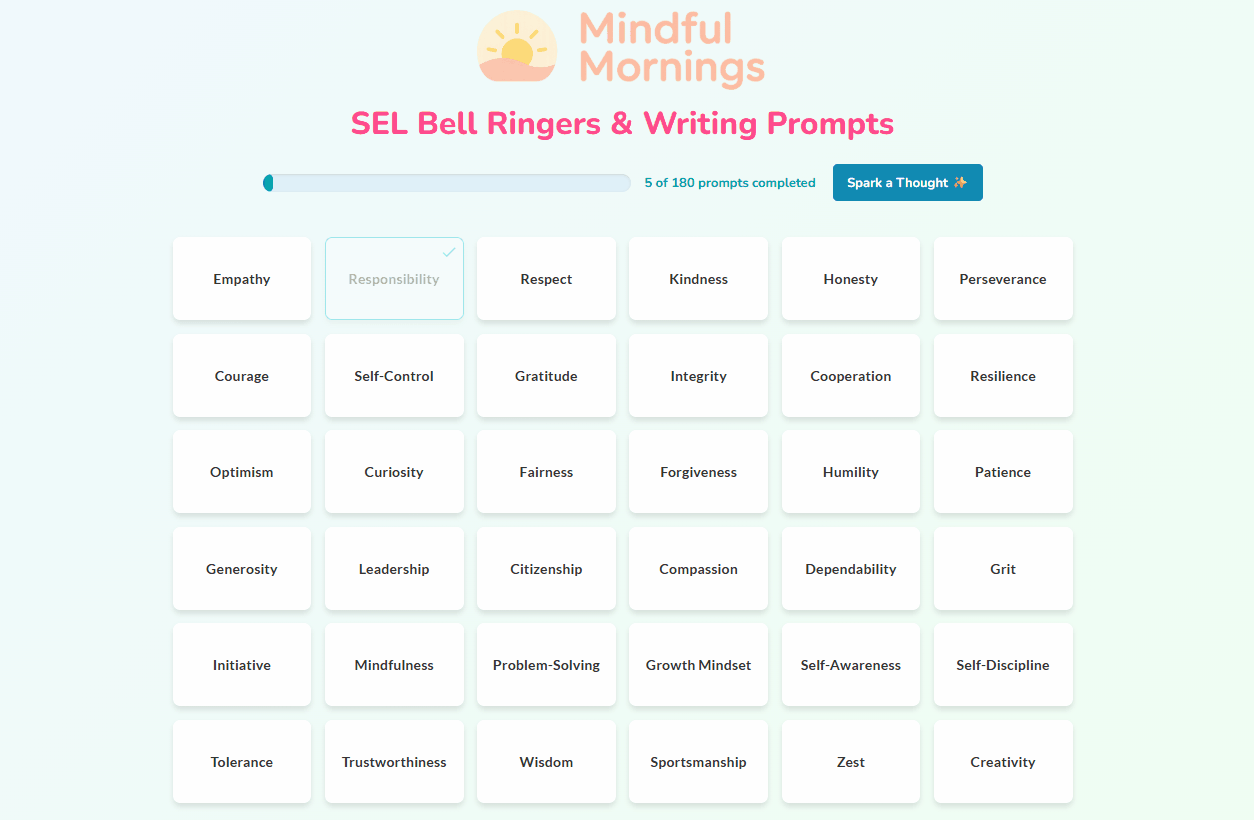 Mindful
Mornings
SEL Bell Ringers & Writing Prompts
5 of 180 prompts completed
Spark a Thought ✨
Empathy
Responsibility
Respect
Kindness
Honesty
Perseverance
Courage
Self-Control
Gratitude
Integrity
Cooperation
Resilience
Optimism
Curiosity
Fairness
Forgiveness
Humility
Patience
Generosity
Leadership
Citizenship
Compassion
Dependability
Grit
Initiative
Mindfulness
Problem-Solving
Growth Mindset
Self-Awareness
Self-Discipline
Tolerance
Trustworthiness
Wisdom
Sportsmanship
Zest
Creativity